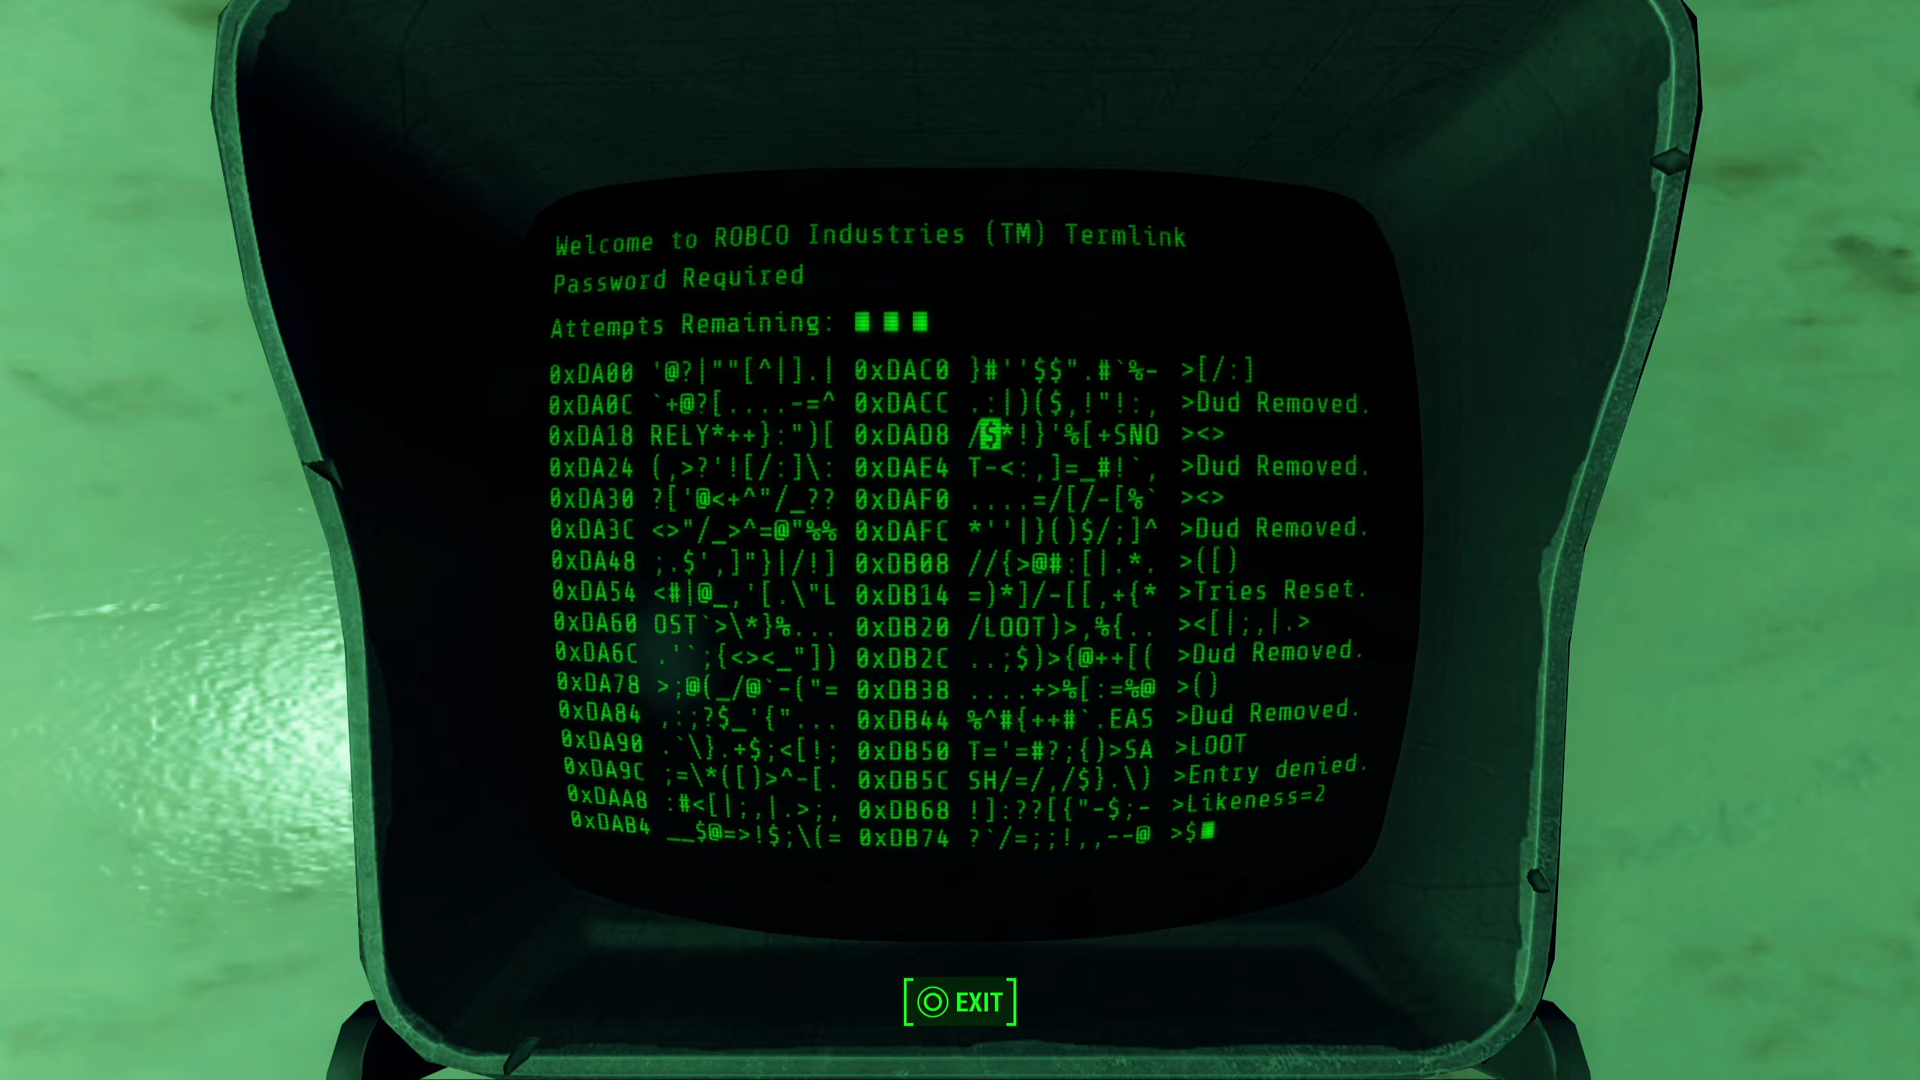 Welcome to ROBCO Industries (TM) Termlink
Password Required
Attempts Remaining: ■ ■ ■
0xDA00 '@?|""[^|].| 0xDAC0 }#''$$".#`%- >[/:]
0xDA0C `+@?[....-=^ 0xDACC .:|)($,!"!:, >Dud Removed.
0xDA18 RELY*++}:")[ 0xDAD8 /$*!}'%[+SNO ><>
0xDA24 (,>?'![/:]\: 0xDAE4 T-<:,]=_#!`, >Dud Removed.
0xDA30 ?['@<+^"/_?? 0xDAF0 ....=/[/-[%` ><>
0xDA3C <>"/_>^=@"%% 0xDAFC *''|}()$/;]^ >Dud Removed.
0xDA48 ;.$',]"}|/!] 0xDB08 //{>@#:[|.*. >([)
0xDA54 <#|@_,'[.\"L 0xDB14 =)*]/-[[,+{* >Tries Reset.
0xDA60 OST`>\*}%... 0xDB20 /LOOT)>,%{.. ><[|;,|.>
0xDA6C .'`;{<><_"]) 0xDB2C ..;$)>{@++[( >Dud Removed.
0xDA78 >;@(_/@`-("= 0xDB38 ....+>%[:=%@ >()
0xDA84 ,:;?$_'{"... 0xDB44 %^#{++#`.EAS >Dud Removed.
0xDA90 .`\}.+$;<[!; 0xDB50 T='=#?;{)>SA >LOOT
0xDA9C ;=\*([)>^-[. 0xDB5C SH/=/,/$}.\) >Entry denied.
0xDAA8 :#<[|;,|.>;, 0xDB68 !]:??[{"-$;- >Likeness=2
0xDAB4 __$@=>!$;\(= 0xDB74 ?`/=;;!,,--@ >$■
EXIT